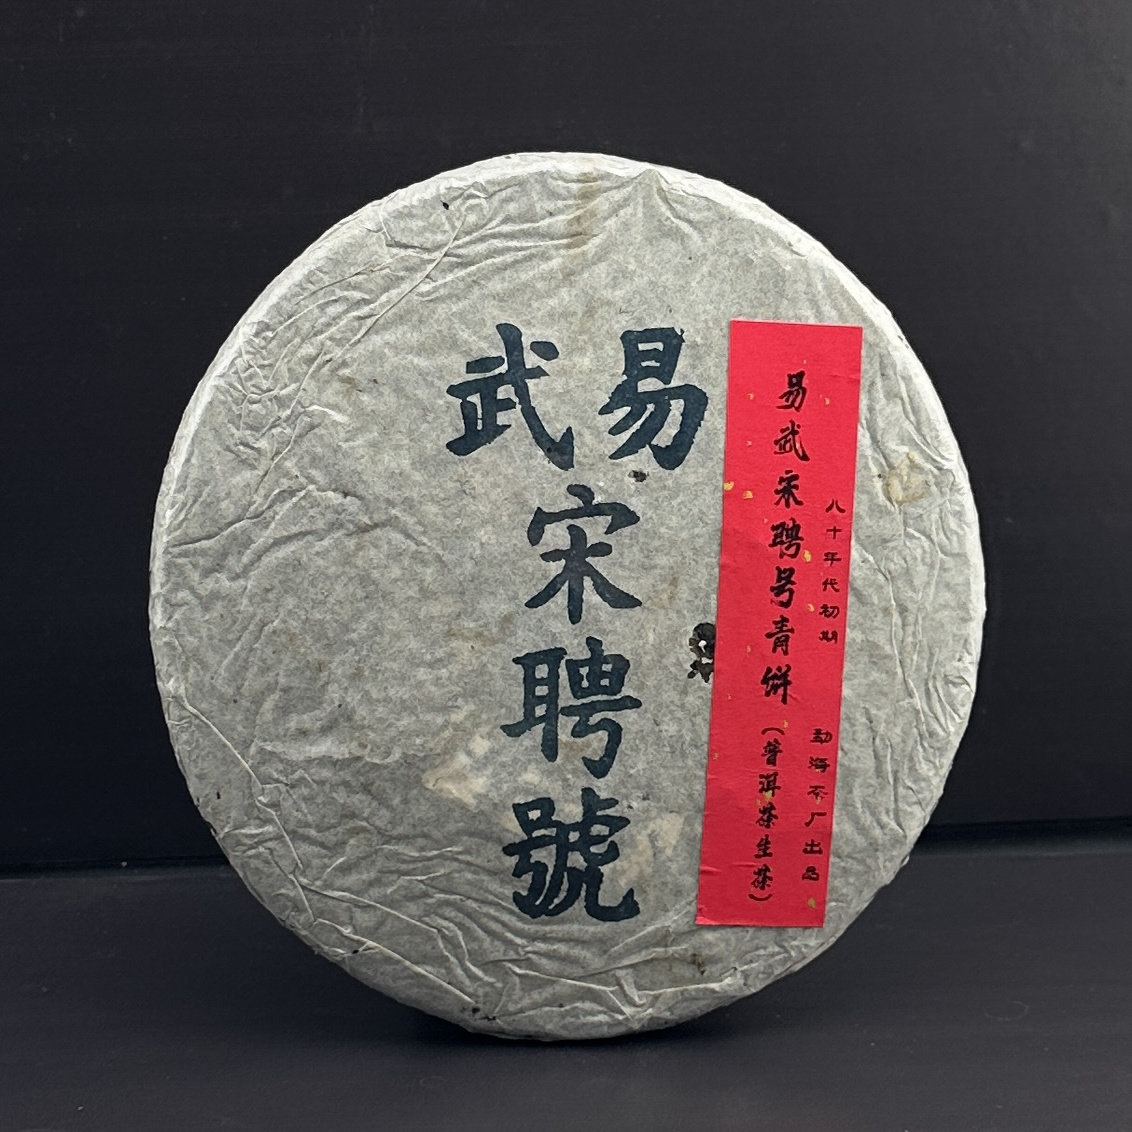 易武
宋聘號
八十年代初期 勐海茶厂出品
易武宋聘号青餅(普洱茶生茶)